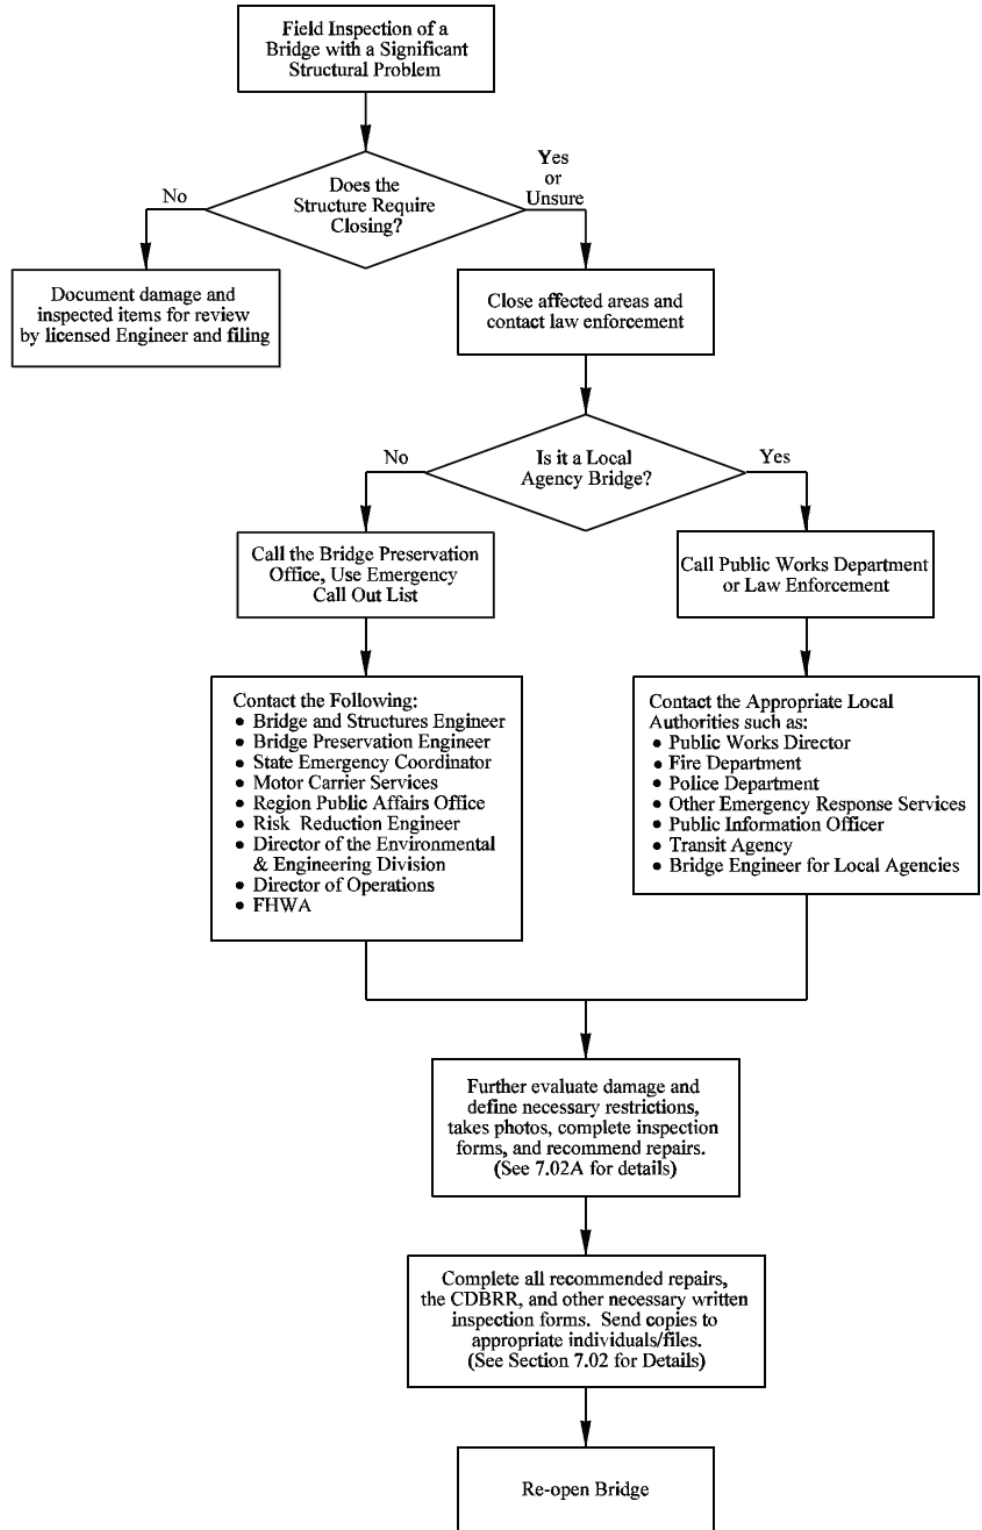 Field Inspection of a
Bridge with a Significant
Structural Problem
Does the
Structure Require
Closing?
No
Yes
or
Unsure
Document damage and
inspected items for review
by licensed Engineer and filing
Close affected areas and
contact law enforcement
Is it a Local
Agency Bridge?
No
Yes
Call the Bridge Preservation
Office, Use Emergency
Call Out List
Call Public Works Department
or Law Enforcement
Contact the Following:
• Bridge and Structures Engineer
• Bridge Preservation Engineer
• State Emergency Coordinator
• Motor Carrier Services
• Region Public Affairs Office
• Risk Reduction Engineer
• Director of the Environmental
& Engineering Division
• Director of Operations
• FHWA
Contact the Appropriate Local
Authorities such as:
• Public Works Director
• Fire Department
• Police Department
• Other Emergency Response Services
• Public Information Officer
• Transit Agency
• Bridge Engineer for Local Agencies
Further evaluate damage and
define necessary restrictions,
takes photos, complete inspection
forms, and recommend repairs.
(See 7.02A for details)
Complete all recommended repairs,
the CDBRR, and other necessary written
inspection forms. Send copies to
appropriate individuals/files.
(See Section 7.02 for Details)
Re-open Bridge